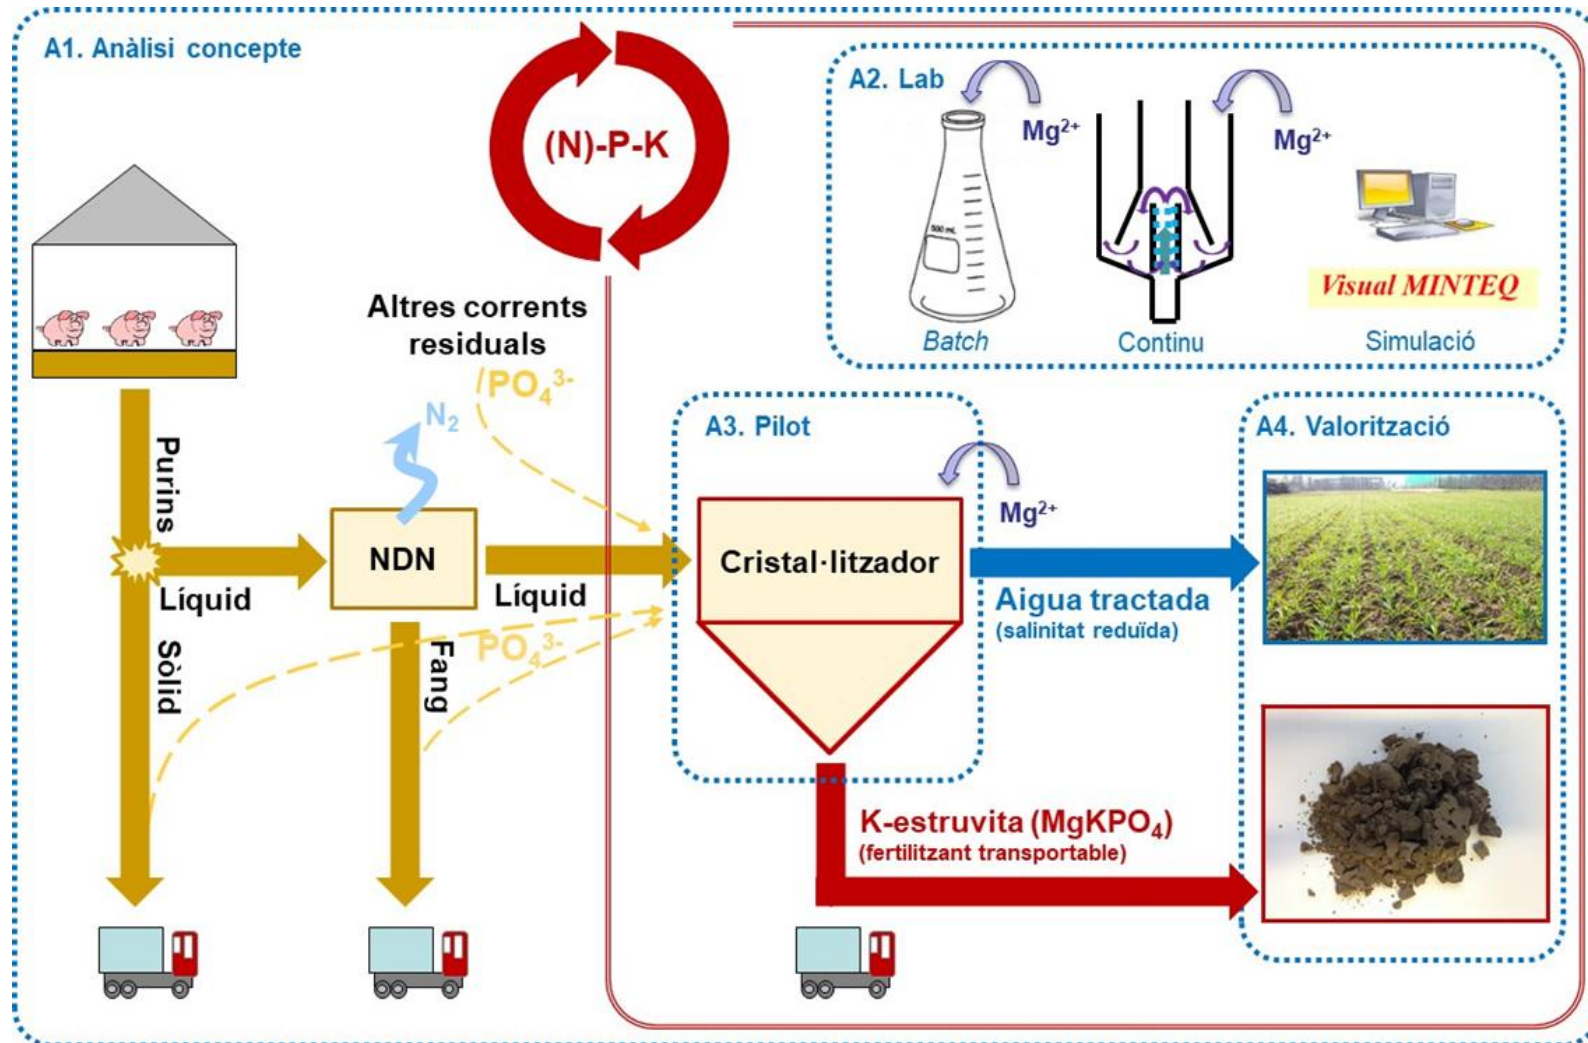 A1. Anàlisi concepte
(N)-P-K
A2. Lab
Mg²⁺
Mg²⁺
500 mL
Visual MINTEQ
Batch
Continu
Simulació
Altres corrents
residuals
/PO₄³⁻
N₂
A3. Pilot
A4. Valorització
Purins
Mg²⁺
NDN
Cristal·litzador
Líquid
Líquid
Aigua tractada
(salinitat reduïda)
Sòlid
Fang
PO₄³⁻
K-estruvita (MgKPO₄)
(fertilitzant transportable)